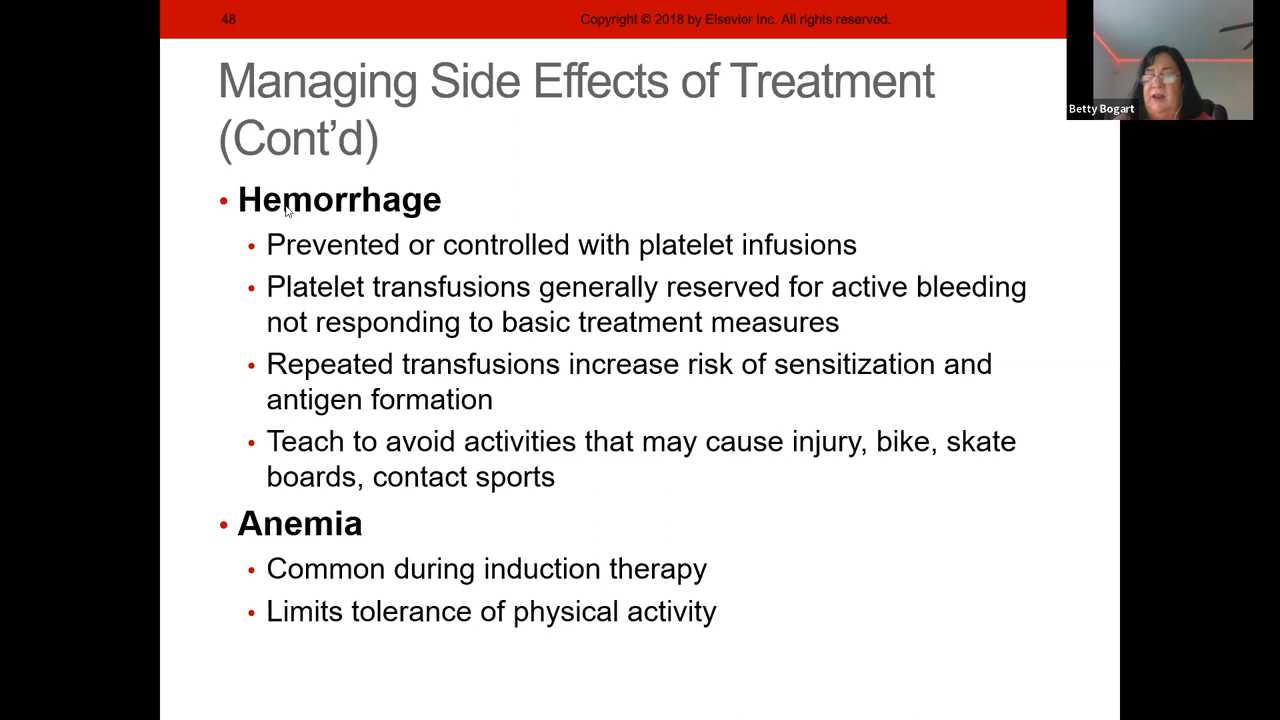 48
Copyright © 2018 by Elsevier Inc. All rights reserved.
Betty Bogart
Managing Side Effects of Treatment
(Cont’d)
• Hemorrhage
• Prevented or controlled with platelet infusions
• Platelet transfusions generally reserved for active bleeding
not responding to basic treatment measures
• Repeated transfusions increase risk of sensitization and
antigen formation
• Teach to avoid activities that may cause injury, bike, skate
boards, contact sports
• Anemia
• Common during induction therapy
• Limits tolerance of physical activity